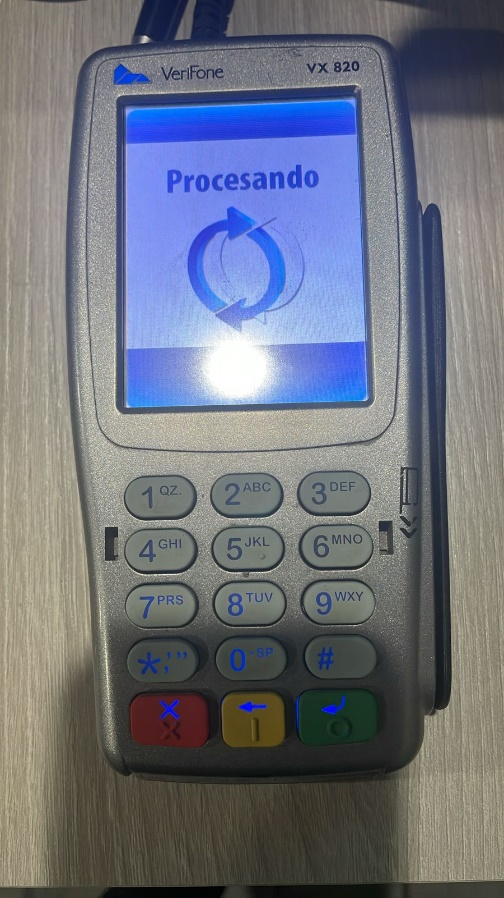 VeriFone VX 820
Procesando
1 QZ. 2 ABC 3 DEF
4 GHI 5 JKL 6 MNO
7 PRS 8 TUV 9 WXY
*,'" 0 -SP #